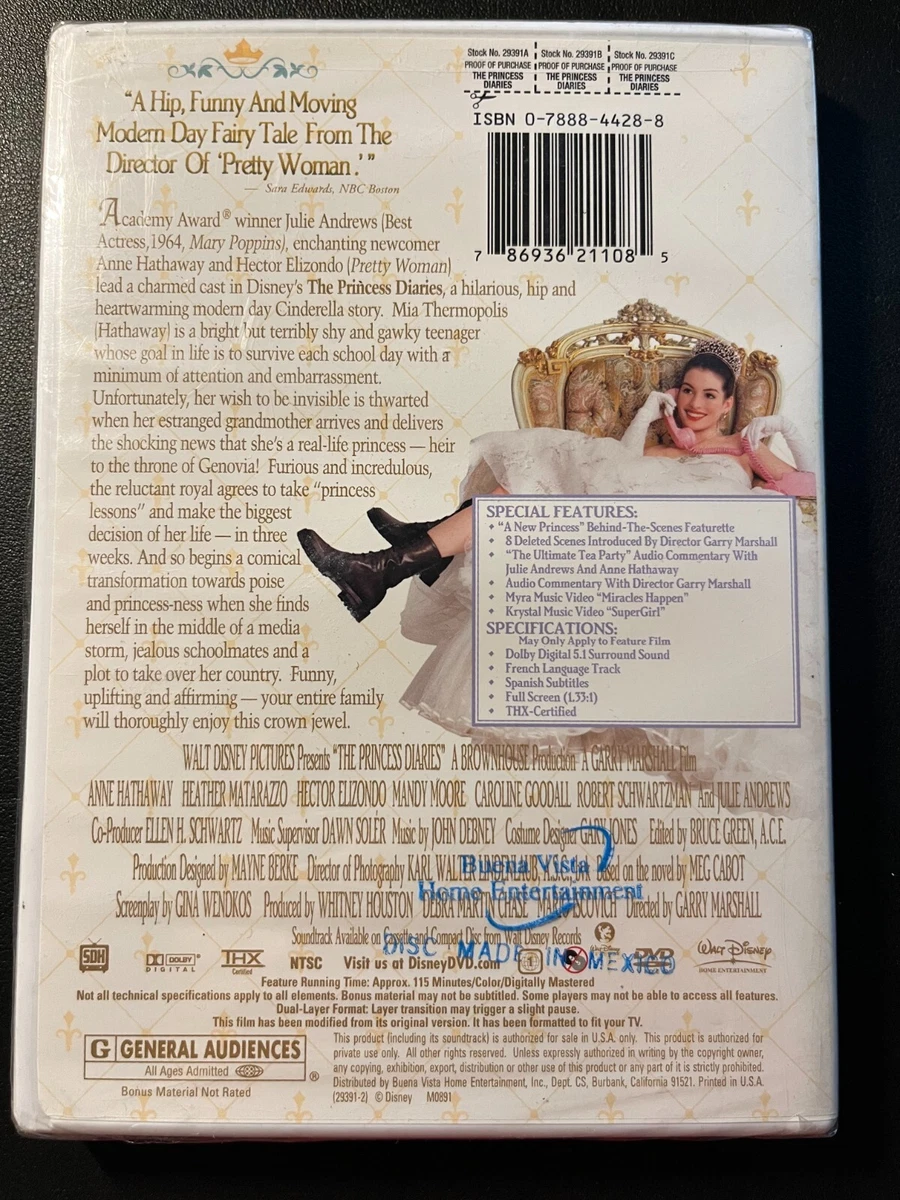 Stock No. 29391A Stock No. 29391B Stock No. 29391C
PROOF OF PURCHASE PROOF OF PURCHASE PROOF OF PURCHASE
THE PRINCESS THE PRINCESS THE PRINCESS
DIARIES DIARIES DIARIES
ISBN 0-7888-4428-8
7 86936 21108 5
"A Hip, Funny And Moving
Modern Day Fairy Tale From The
Director Of 'Pretty Woman.'"
— Sara Edwards, NBC Boston
Academy Award® winner Julie Andrews (Best
Actress, 1964, Mary Poppins), enchanting newcomer
Anne Hathaway and Hector Elizondo (Pretty Woman)
lead a charmed cast in Disney's The Princess Diaries, a hilarious, hip and
heartwarming modern day Cinderella story. Mia Thermopolis
(Hathaway) is a bright but terribly shy and gawky teenager
whose goal in life is to survive each school day with a
minimum of attention and embarrassment.
Unfortunately, her wish to be invisible is thwarted
when her estranged grandmother arrives and delivers
the shocking news that she's a real-life princess — heir
to the throne of Genovia! Furious and incredulous,
the reluctant royal agrees to take "princess
lessons" and make the biggest
decision of her life — in three
weeks. And so begins a comical
transformation towards poise
and princess-ness when she finds
herself in the middle of a media
storm, jealous schoolmates and a
plot to take over her country. Funny,
uplifting and affirming — your entire family
will thoroughly enjoy this crown jewel.
SPECIAL FEATURES:
• "A New Princess" Behind-The-Scenes Featurette
• 8 Deleted Scenes Introduced By Director Garry Marshall
• "The Ultimate Tea Party" Audio Commentary With
Julie Andrews And Anne Hathaway
• Audio Commentary With Director Garry Marshall
• Myra Music Video "Miracles Happen"
• Krystal Music Video "SuperGirl"
SPECIFICATIONS:
May Only Apply to Feature Film
• Dolby Digital 5.1 Surround Sound
• French Language Track
• Spanish Subtitles
• Full Screen (1.33:1)
• THX-Certified
WALT DISNEY PICTURES Presents "THE PRINCESS DIARIES" A BROWNHOUSE Production A GARRY MARSHALL Film
ANNE HATHAWAY HEATHER MATARAZZO HECTOR ELIZONDO MANDY MOORE CAROLINE GOODALL ROBERT SCHWARTZMAN And JULIE ANDREWS
Co-Producer ELLEN H. SCHWARTZ Music Supervisor DAWN SOLER Music by JOHN DEBNEY Costume Designer GARY JONES Edited by BRUCE GREEN, A.C.E.
Production Designed by MAYNE BERKE Director of Photography KARL WALTER Based on the novel by MEG CABOT
Screenplay by GINA WENDKOS Produced by WHITNEY HOUSTON DEBRA MARTIN CHASE MARIO ISCOVICH Directed by GARRY MARSHALL
Buena Vista
Home Entertainment
DISC MADE IN MEXICO
Soundtrack Available on Cassette and Compact Disc from Walt Disney Records
SDH DOLBY DIGITAL THX Certified NTSC Visit us at DisneyDVD.com 1 DVD WALT DISNEY HOME ENTERTAINMENT
Feature Running Time: Approx. 115 Minutes/Color/Digitally Mastered
Not all technical specifications apply to all elements. Bonus material may not be subtitled. Some players may not be able to access all features.
Dual-Layer Format: Layer transition may trigger a slight pause.
This film has been modified from its original version. It has been formatted to fit your TV.
G GENERAL AUDIENCES
All Ages Admitted ®
Bonus Material Not Rated
This product (including its soundtrack) is authorized for sale in U.S.A. only. This product is authorized for
private use only. All other rights reserved. Unless expressly authorized in writing by the copyright owner,
any copying, exhibition, export, distribution or other use of this product or any part of it is strictly prohibited.
Distributed by Buena Vista Home Entertainment, Inc., Dept. CS, Burbank, California 91521. Printed in U.S.A.
(29391-2) © Disney M0891